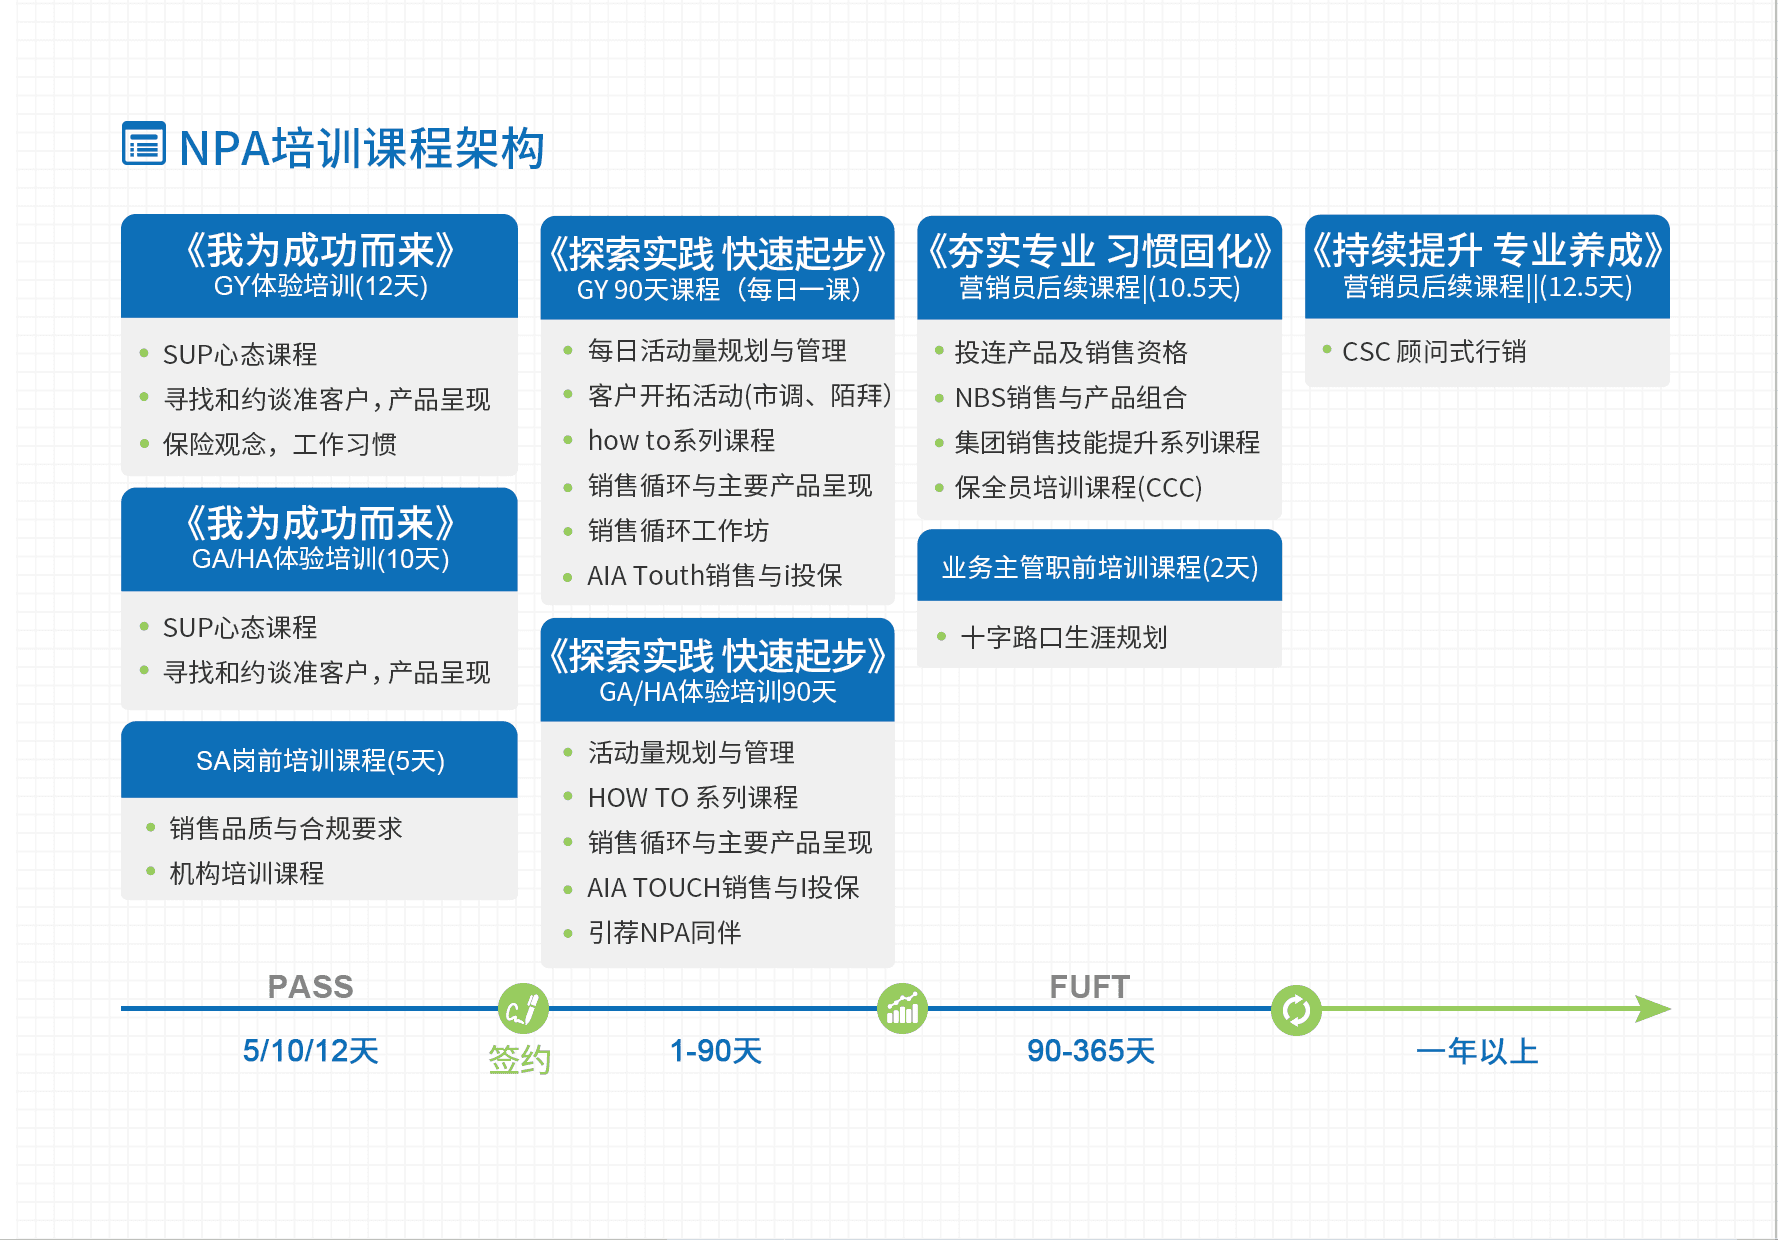 NPA培训课程架构
《我为成功而来》
GY体验培训(12天)
SUP心态课程
寻找和约谈准客户，产品呈现
保险观念，工作习惯
《我为成功而来》
GA/HA体验培训(10天)
SUP心态课程
寻找和约谈准客户，产品呈现
SA岗前培训课程(5天)
销售品质与合规要求
机构培训课程
《探索实践 快速起步》
GY 90天课程（每日一课）
每日活动量规划与管理
客户开拓活动(市调、陌拜）
how to系列课程
销售循环与主要产品呈现
销售循环工作坊
AIA Touth销售与i投保
《探索实践 快速起步》
GA/HA体验培训90天
活动量规划与管理
HOW TO 系列课程
销售循环与主要产品呈现
AIA TOUCH销售与I投保
引荐NPA同伴
《夯实专业 习惯固化》
营销员后续课程|(10.5天)
投连产品及销售资格
NBS销售与产品组合
集团销售技能提升系列课程
保全员培训课程(CCC)
业务主管职前培训课程(2天)
十字路口生涯规划
《持续提升 专业养成》
营销员后续课程||(12.5天)
CSC 顾问式行销
PASS
FUFT
5/10/12天
签约
1-90天
90-365天
一年以上